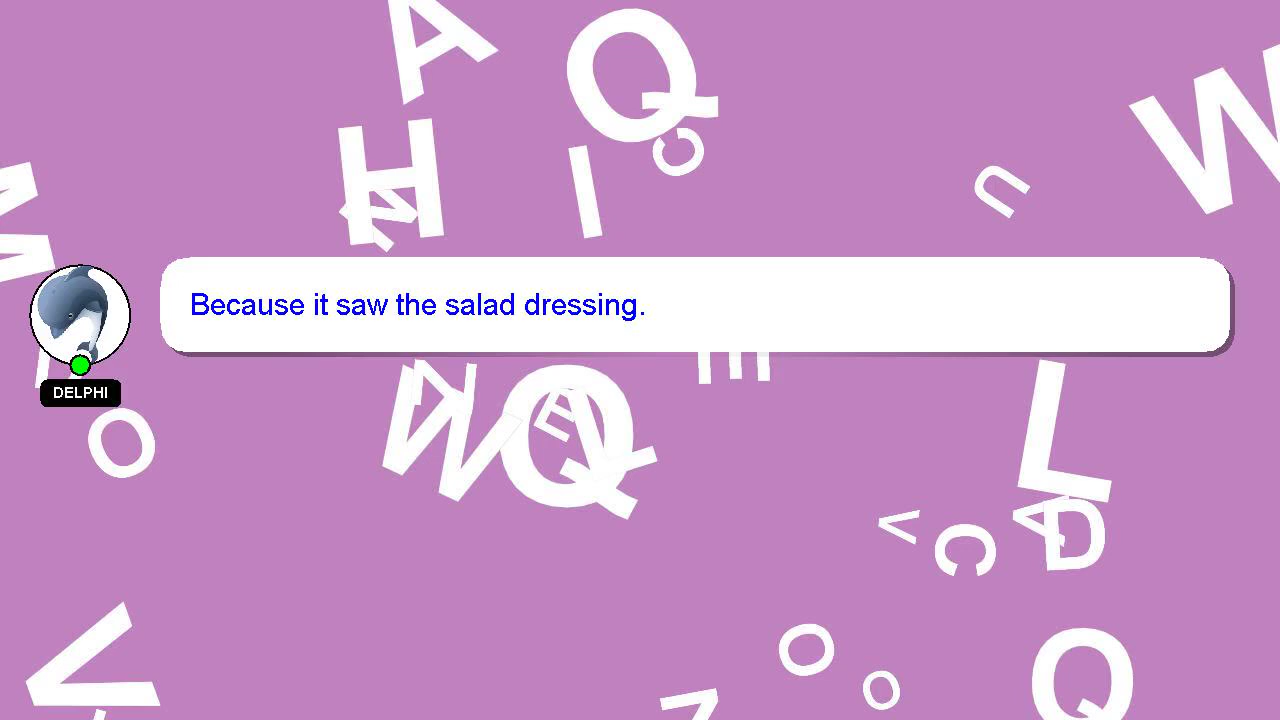 A
Q
W
H
I
C
U
N
M
Because it saw the salad dressing.
DELPHI
E
L
W
Q
E
O
V
C
A
D
V
O
O
Q